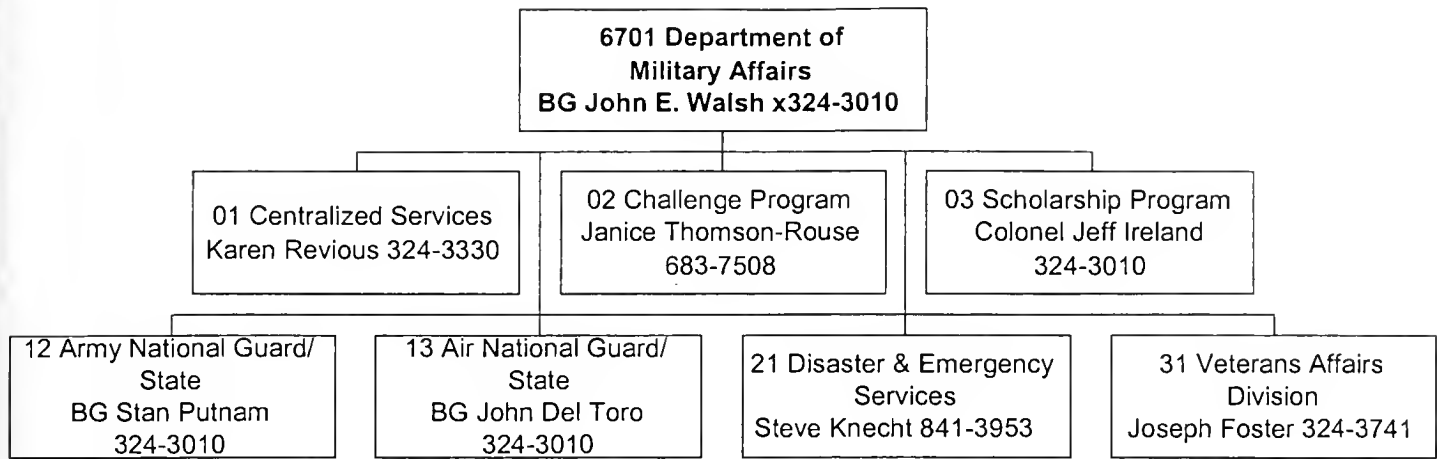 6701 Department of
Military Affairs
BG John E. Walsh x324-3010
01 Centralized Services
Karen Revious 324-3330
02 Challenge Program
Janice Thomson-Rouse
683-7508
03 Scholarship Program
Colonel Jeff Ireland
324-3010
12 Army National Guard/
State
BG Stan Putnam
324-3010
13 Air National Guard/
State
BG John Del Toro
324-3010
21 Disaster & Emergency
Services
Steve Knecht 841-3953
31 Veterans Affairs
Division
Joseph Foster 324-3741